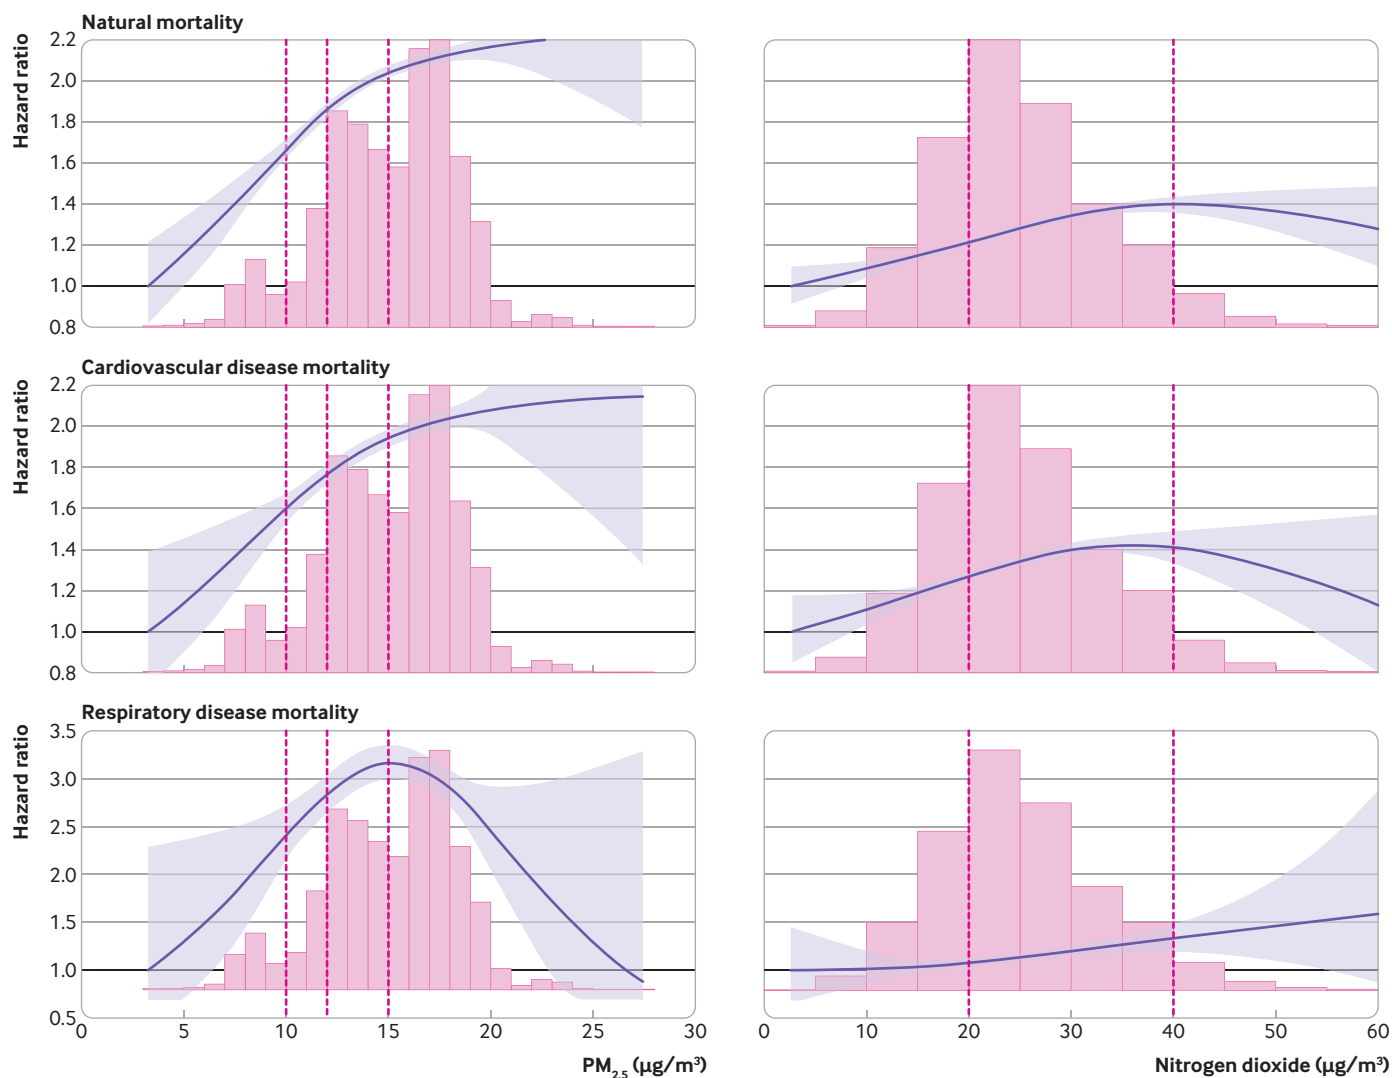 Natural mortality
Hazard ratio
2.2
2.0
1.8
1.6
1.4
1.2
1.0
0.8
Cardiovascular disease mortality
Hazard ratio
2.2
2.0
1.8
1.6
1.4
1.2
1.0
0.8
Respiratory disease mortality
Hazard ratio
3.5
3.0
2.5
2.0
1.5
1.0
0.5
0 5 10 15 20 25 30
PM2.5 (µg/m³)
0 10 20 30 40 50 60
Nitrogen dioxide (µg/m³)